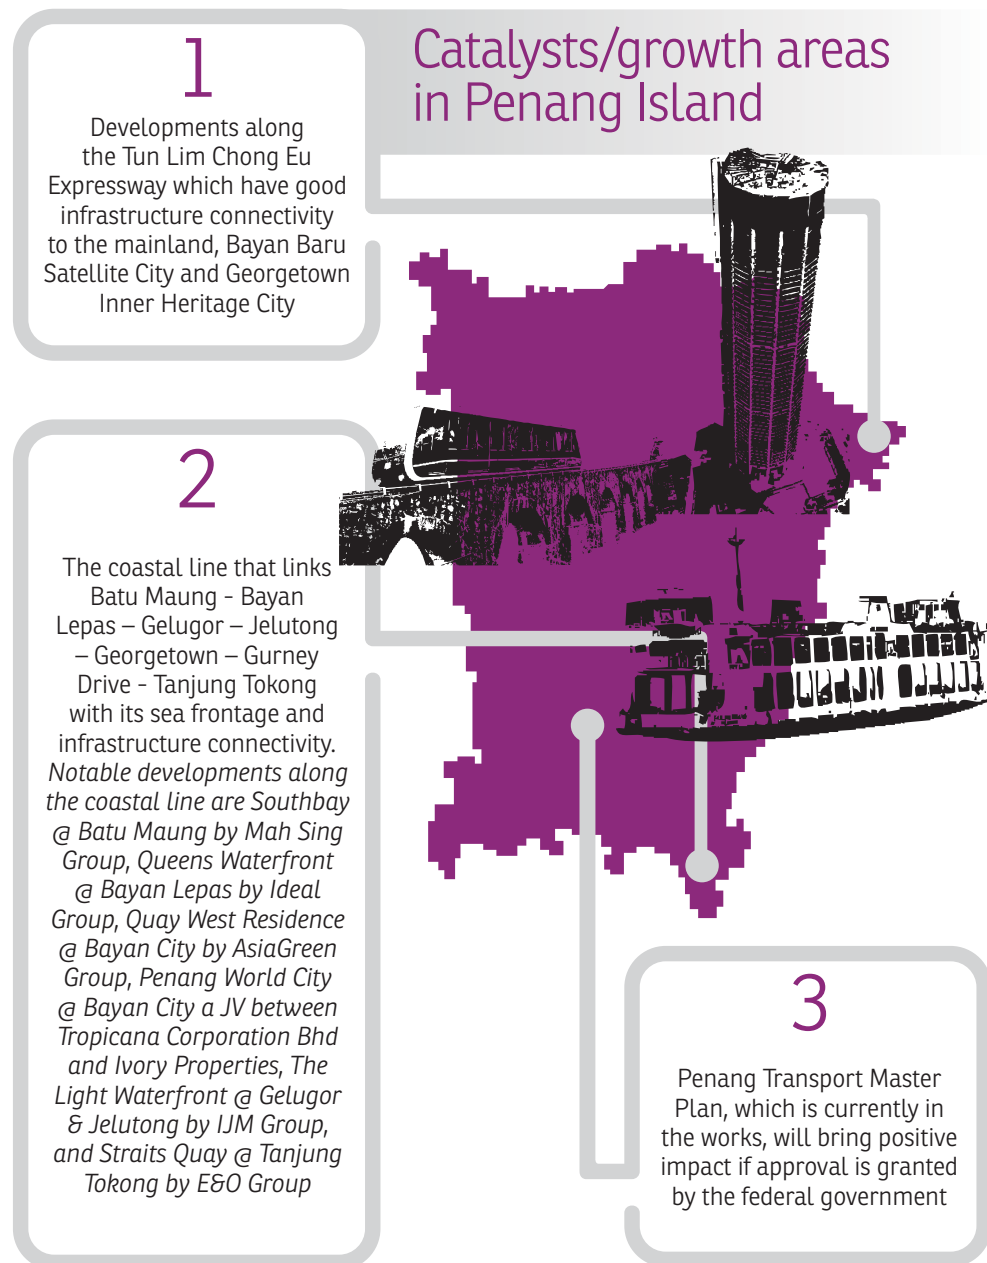 Catalysts/growth areas
in Penang Island
1
Developments along
the Tun Lim Chong Eu
Expressway which have good
infrastructure connectivity
to the mainland, Bayan Baru
Satellite City and Georgetown
Inner Heritage City
2
The coastal line that links
Batu Maung - Bayan
Lepas – Gelugor – Jelutong
– Georgetown – Gurney
Drive - Tanjung Tokong
with its sea frontage and
infrastructure connectivity.
Notable developments along
the coastal line are Southbay
@ Batu Maung by Mah Sing
Group, Queens Waterfront
@ Bayan Lepas by Ideal
Group, Quay West Residence
@ Bayan City by AsiaGreen
Group, Penang World City
@ Bayan City a JV between
Tropicana Corporation Bhd
and Ivory Properties, The
Light Waterfront @ Gelugor
& Jelutong by IJM Group,
and Straits Quay @ Tanjung
Tokong by E&O Group
3
Penang Transport Master
Plan, which is currently in
the works, will bring positive
impact if approval is granted
by the federal government